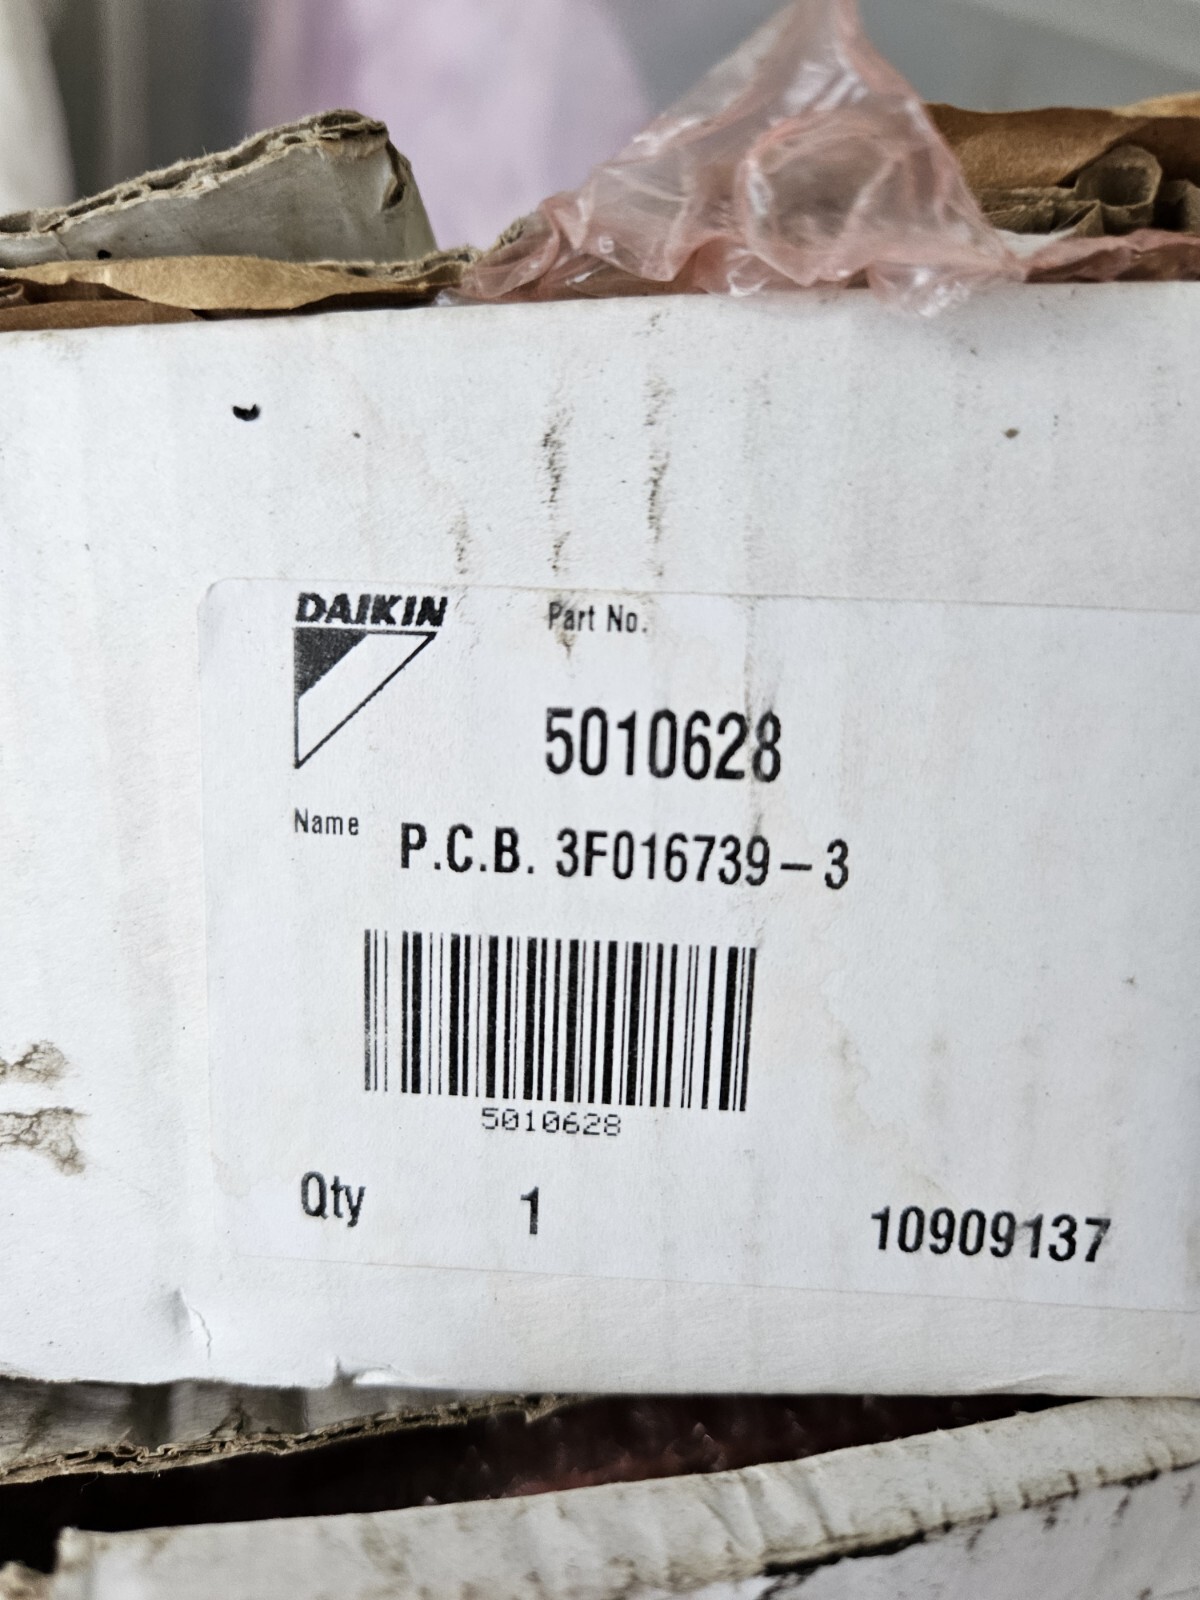 DAIKIN
Part No.
5010628
Name
P.C.B. 3F016739-3
5010628
Qty 1
10909137